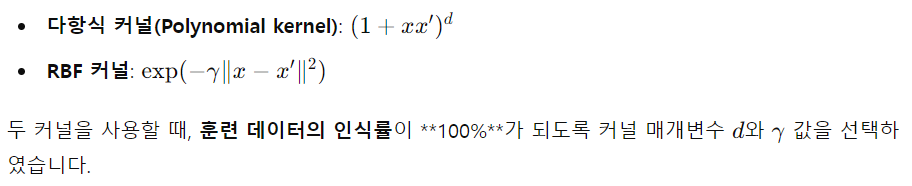 • 다항식 커널(Polynomial kernel): (1 + xx′)^d
• RBF 커널: exp(−γ‖x − x′‖²)
두 커널을 사용할 때, 훈련 데이터의 인식률이 **100%**가 되도록 커널 매개변수 d와 γ 값을 선택하
였습니다.